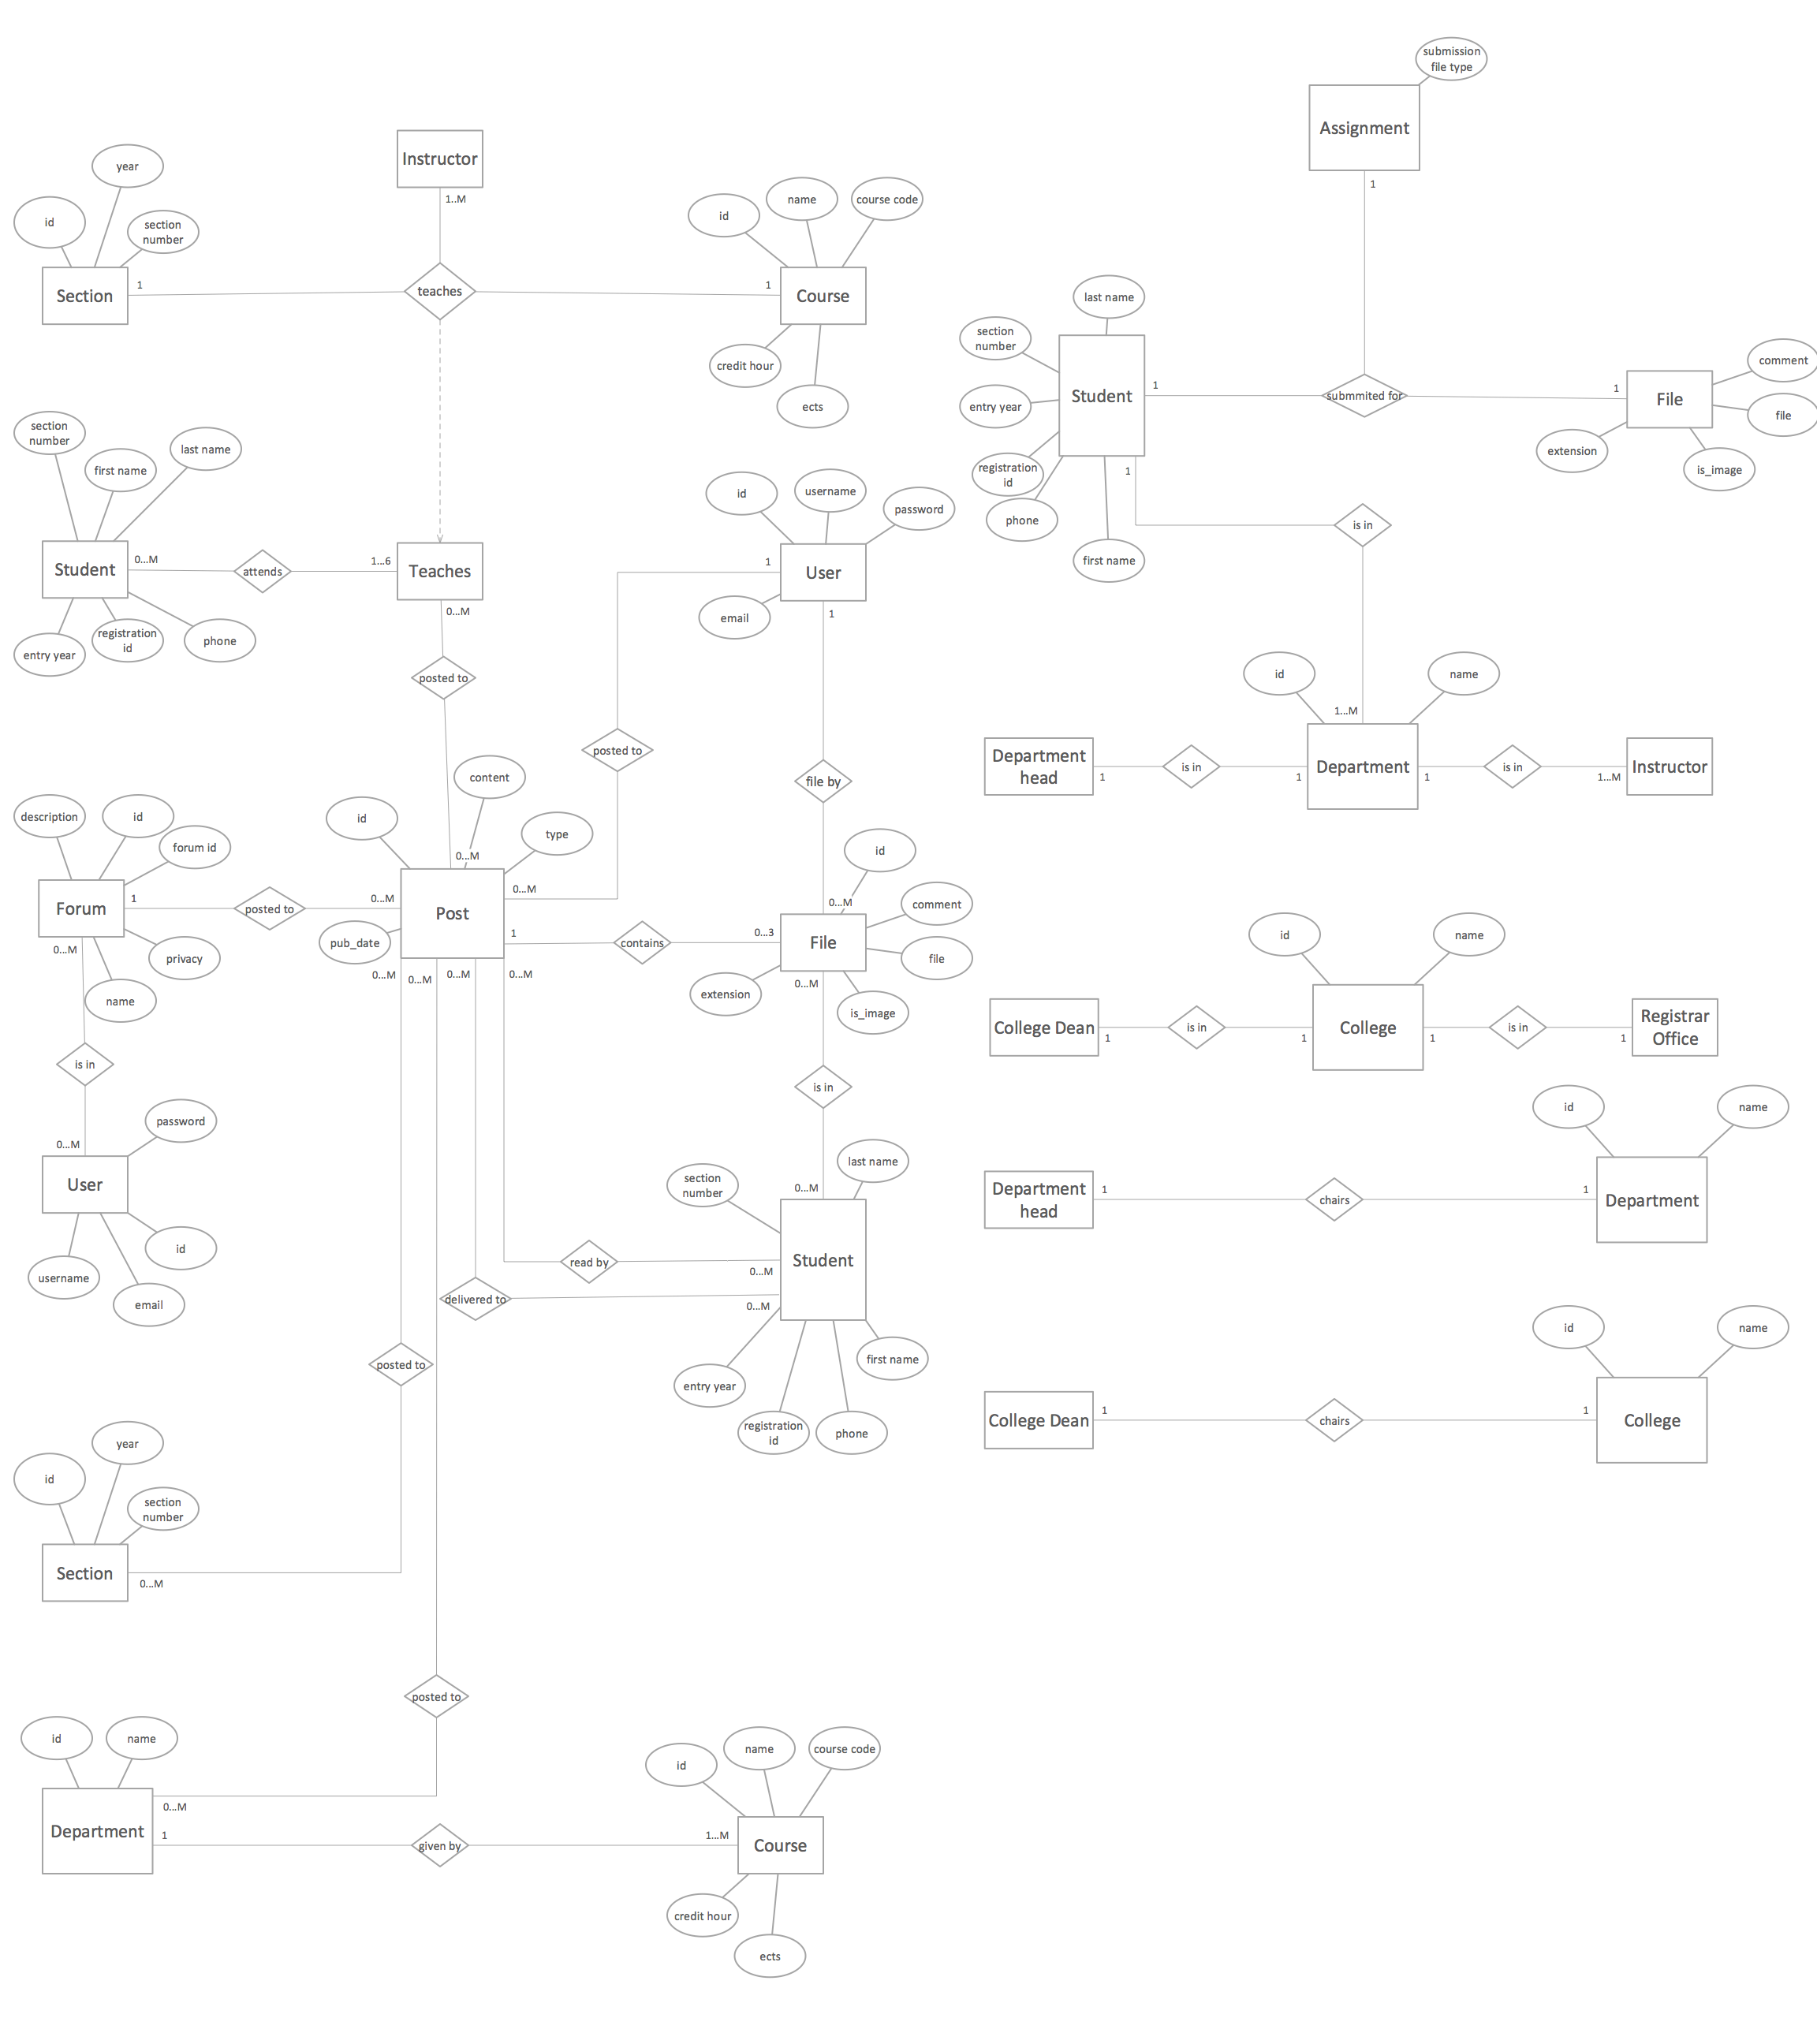 submission
file type
Assignment
1
Instructor
1..M
year
id
section
number
Section
1
teaches
1
Course
id
name
course code
credit hour
ects
last name
section
number
entry year
Student
registration
id
phone
first name
1
submmited for
1
File
comment
file
extension
is_image
1
is in
section
number
first name
last name
Student
0...M
attends
1...6
Teaches
0...M
entry year
registration
id
phone
id
username
password
1
User
email
1
posted to
posted to
file by
id
name
1...M
Department
head
1
is in
1
Department
1
is in
1...M
Instructor
description
id
forum id
Forum
1
posted to
0...M
0...M
privacy
name
id
content
type
0...M
Post
pub_date
0...M
1
contains
0...3
0...M
0...M
0...M
0...M
id
0...M
comment
File
file
extension
0...M
is_image
id
name
College Dean
1
is in
1
College
1
is in
1
Registrar
Office
is in
0...M
password
User
id
username
email
is in
last name
section
number
0...M
Student
read by
0...M
delivered to
0...M
first name
entry year
registration
id
phone
id
name
Department
head
1
chairs
1
Department
id
name
College Dean
1
chairs
1
College
posted to
year
id
section
number
Section
0...M
posted to
id
name
0...M
Department
1
given by
1...M
Course
id
name
course code
credit hour
ects